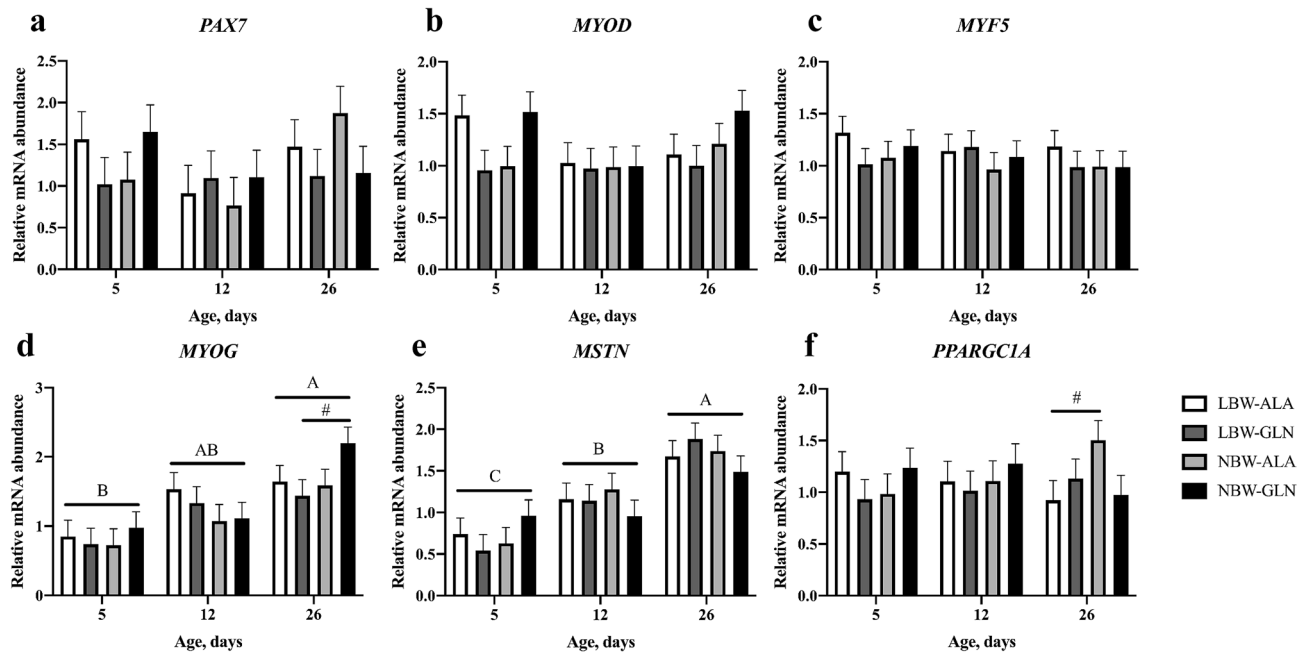 a PAX7
Relative mRNA abundance
2.5
2.0
1.5
1.0
0.5
0.0
5 12 26
Age, days
b MYOD
Relative mRNA abundance
2.0
1.5
1.0
0.5
0.0
5 12 26
Age, days
c MYF5
Relative mRNA abundance
2.0
1.5
1.0
0.5
0.0
5 12 26
Age, days
d MYOG
Relative mRNA abundance
3
2
1
0
B AB A
#
5 12 26
Age, days
e MSTN
Relative mRNA abundance
2.5
2.0
1.5
1.0
0.5
0.0
C B A
5 12 26
Age, days
f PPARGC1A
Relative mRNA abundance
2.0
1.5
1.0
0.5
0.0
#
5 12 26
Age, days
LBW-ALA
LBW-GLN
NBW-ALA
NBW-GLN